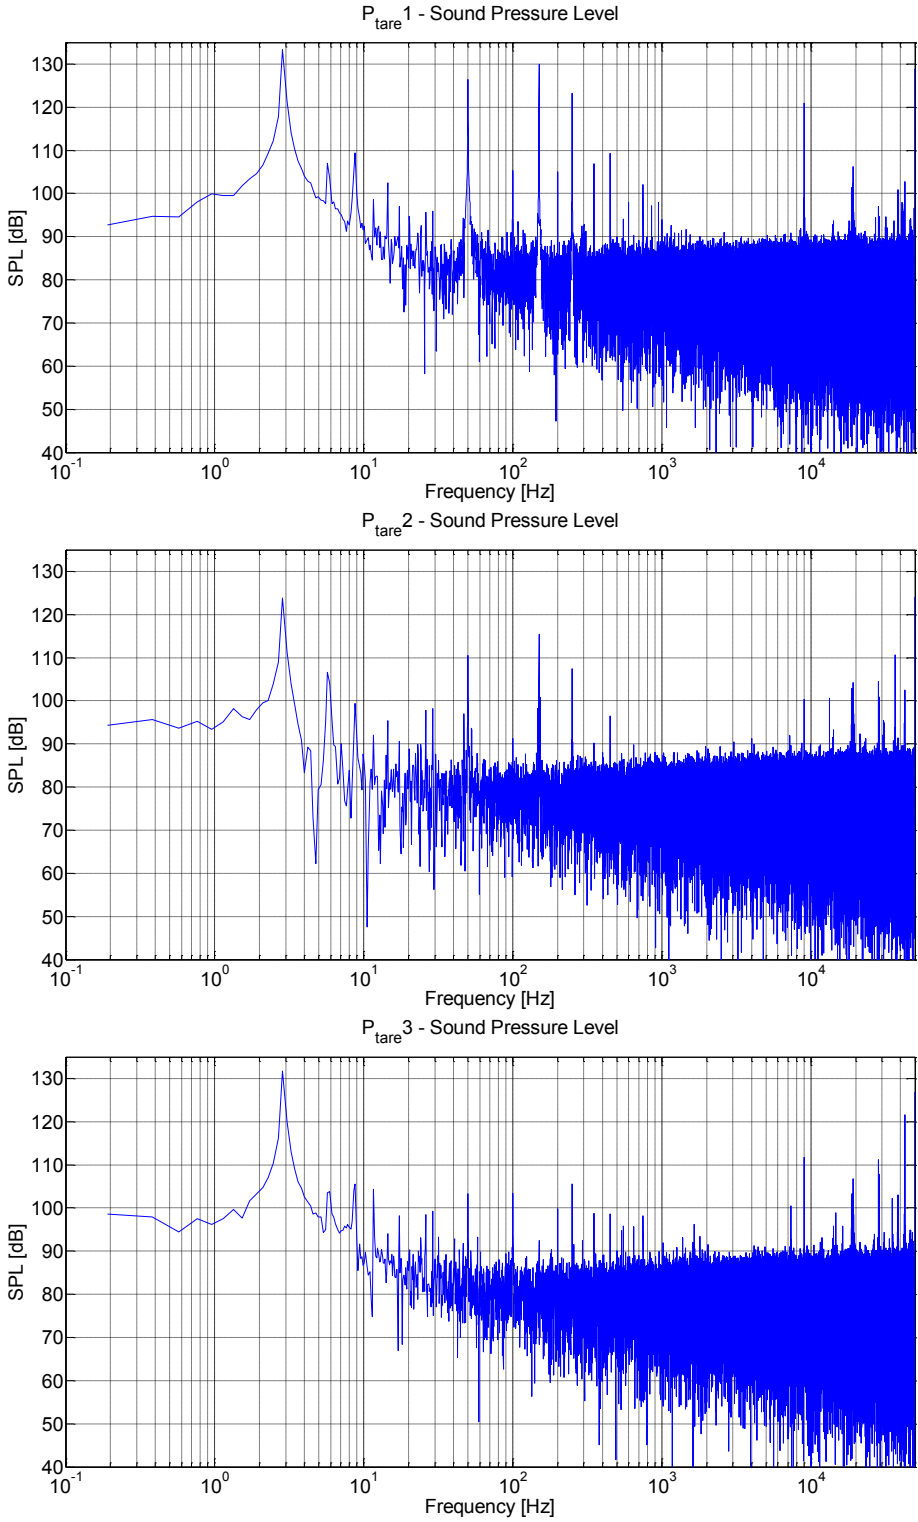 P_tare1 - Sound Pressure Level
130
120
110
100
90
80
70
60
50
40
SPL [dB]
10^-1 10^0 10^1 10^2 10^3 10^4
Frequency [Hz]
P_tare2 - Sound Pressure Level
130
120
110
100
90
80
70
60
50
40
SPL [dB]
10^-1 10^0 10^1 10^2 10^3 10^4
Frequency [Hz]
P_tare3 - Sound Pressure Level
130
120
110
100
90
80
70
60
50
40
SPL [dB]
10^-1 10^0 10^1 10^2 10^3 10^4
Frequency [Hz]